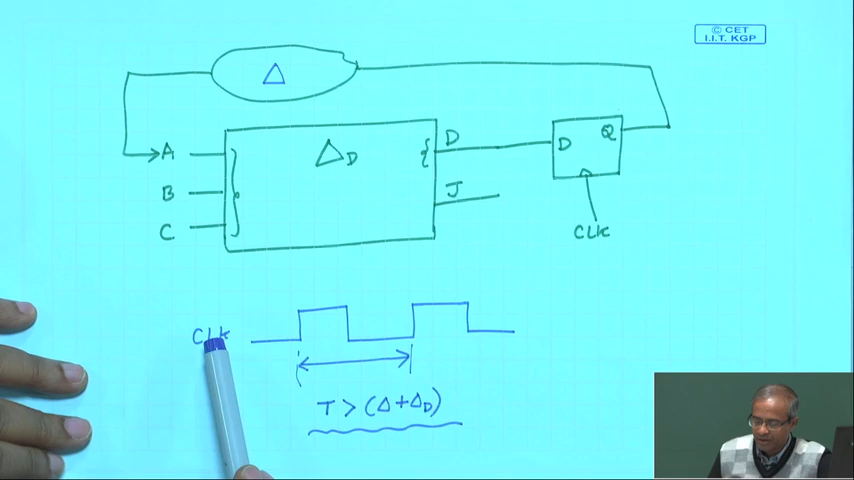 © CET
I.I.T. KGP
Δ
A
B
C
ΔD
D
J
D
Q
CLK
CLK
T > (Δ+ΔD)